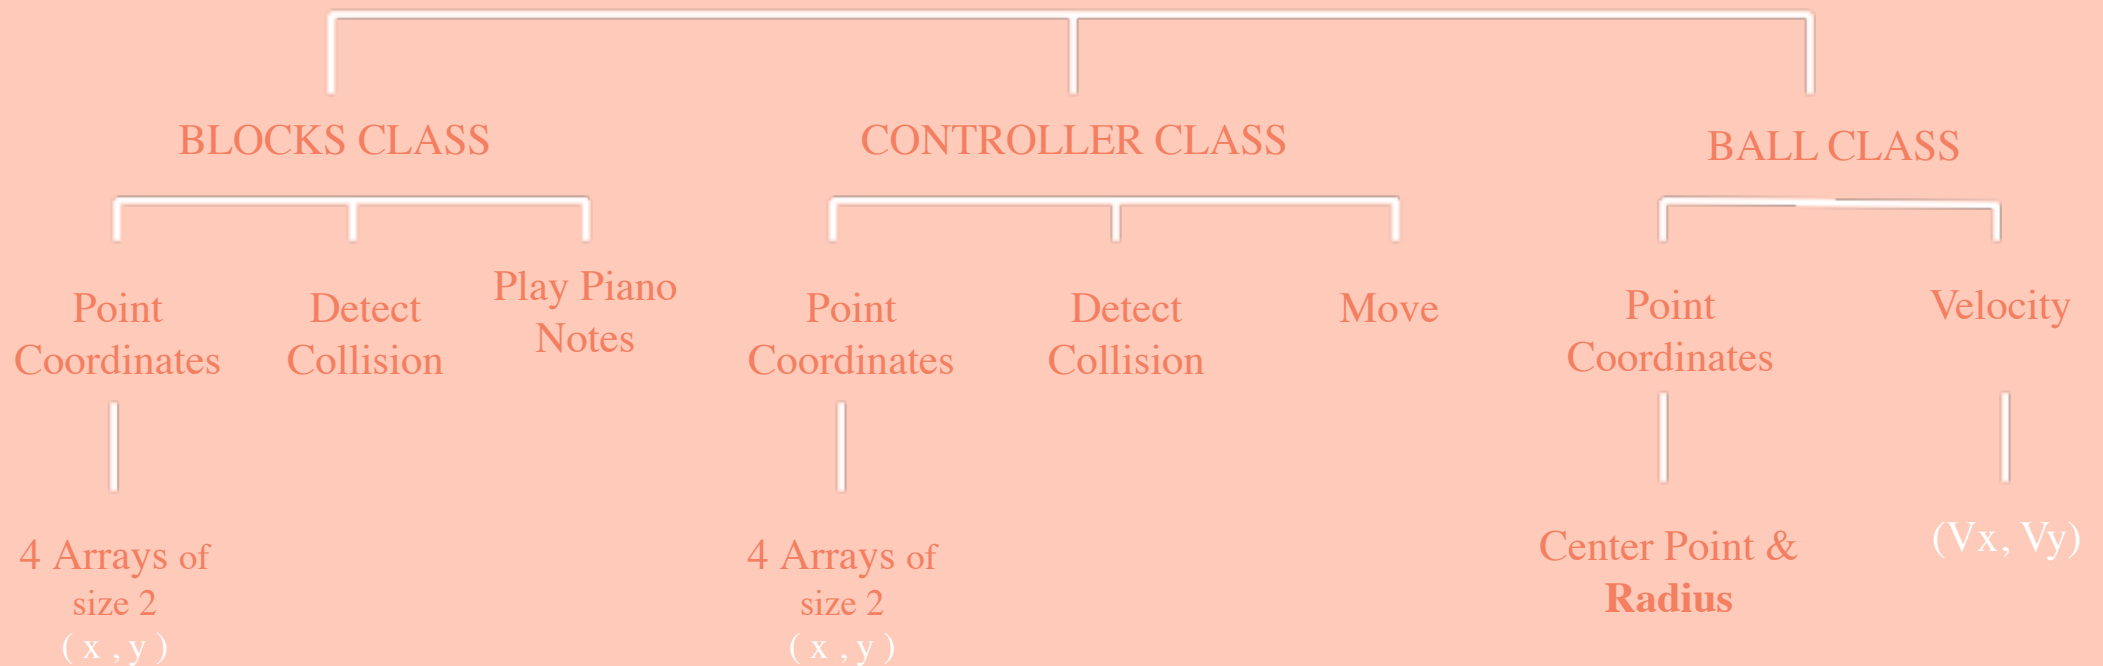 BLOCKS CLASS
CONTROLLER CLASS
BALL CLASS
Point
Coordinates
Detect
Collision
Play Piano
Notes
Point
Coordinates
Detect
Collision
Move
Point
Coordinates
Velocity
4 Arrays of
size 2
( x , y )
4 Arrays of
size 2
( x , y )
Center Point &
Radius
(Vx, Vy)